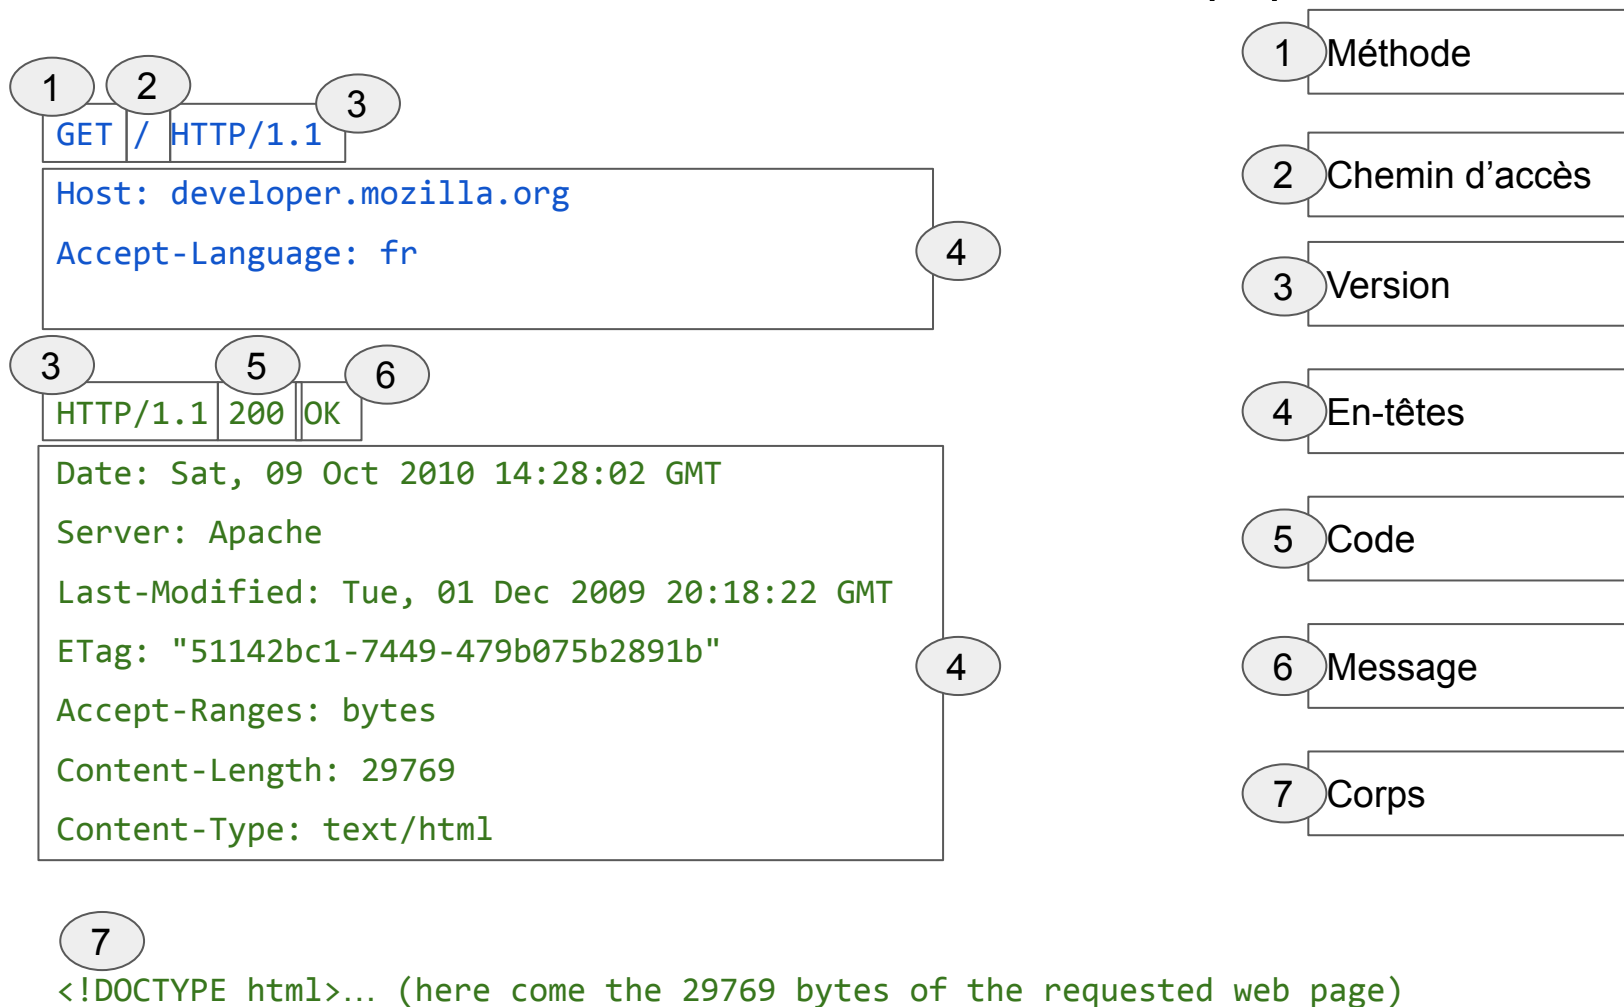 1 2 3
GET / HTTP/1.1
Host: developer.mozilla.org
Accept-Language: fr
4
3 5 6
HTTP/1.1 200 OK
Date: Sat, 09 Oct 2010 14:28:02 GMT
Server: Apache
Last-Modified: Tue, 01 Dec 2009 20:18:22 GMT
ETag: "51142bc1-7449-479b075b2891b"
Accept-Ranges: bytes
Content-Length: 29769
Content-Type: text/html
4
7
<!DOCTYPE html>… (here come the 29769 bytes of the requested web page)
1 Méthode
2 Chemin d’accès
3 Version
4 En-têtes
5 Code
6 Message
7 Corps